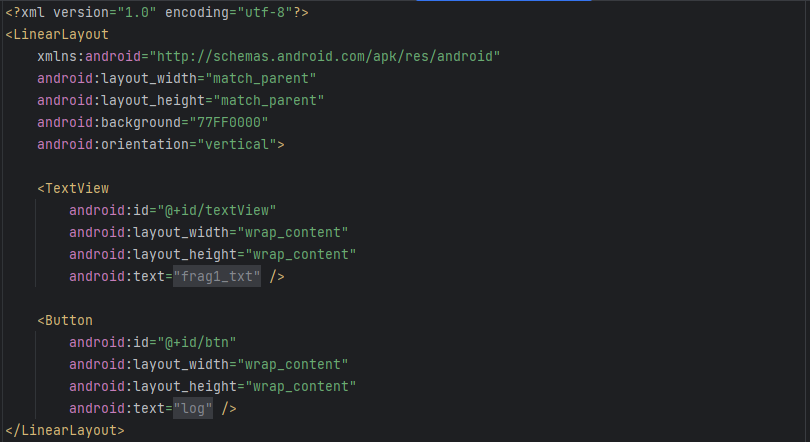 <?xml version="1.0" encoding="utf-8"?>
<LinearLayout
    xmlns:android="http://schemas.android.com/apk/res/android"
    android:layout_width="match_parent"
    android:layout_height="match_parent"
    android:background="77FF0000"
    android:orientation="vertical">

    <TextView
        android:id="@+id/textView"
        android:layout_width="wrap_content"
        android:layout_height="wrap_content"
        android:text="frag1_txt" />

    <Button
        android:id="@+id/btn"
        android:layout_width="wrap_content"
        android:layout_height="wrap_content"
        android:text="log" />
</LinearLayout>